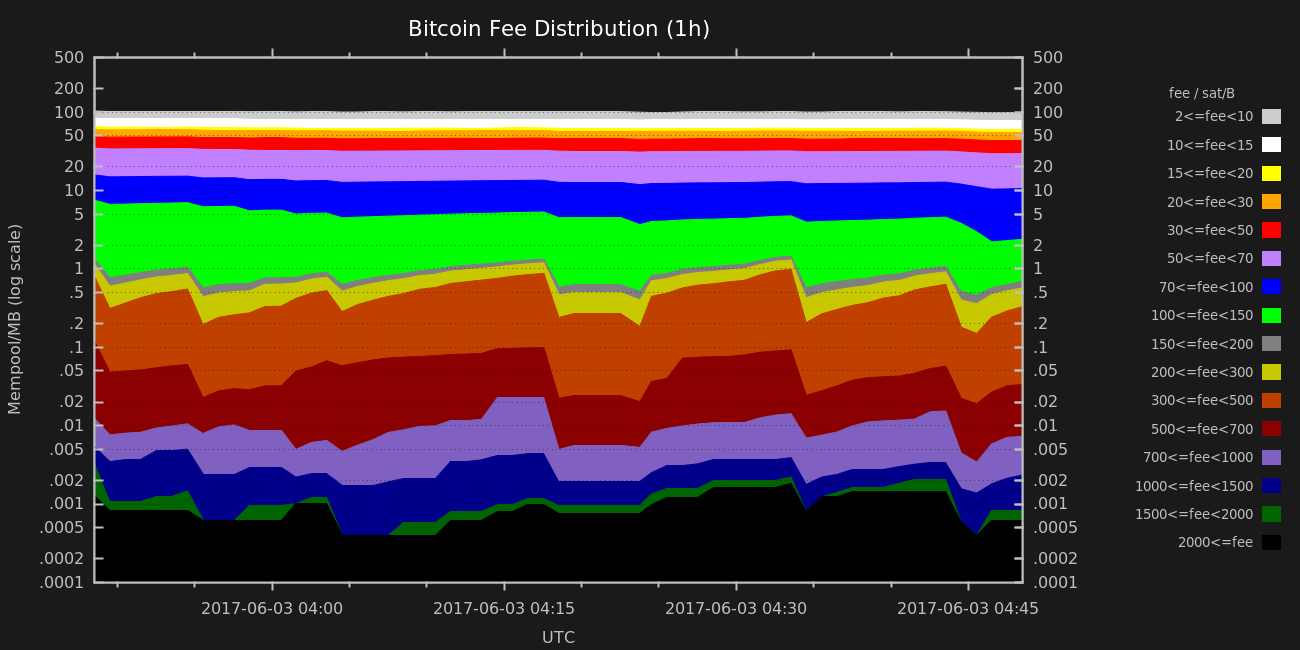 Bitcoin Fee Distribution (1h)
Mempool/MB (log scale)
500
200
100
50
20
10
5
2
1
.5
.2
.1
.05
.02
.01
.005
.002
.001
.0005
.0002
.0001
500
200
100
50
20
10
5
2
1
.5
.2
.1
.05
.02
.01
.005
.002
.001
.0005
.0002
.0001
2017-06-03 04:00 2017-06-03 04:15 2017-06-03 04:30 2017-06-03 04:45
UTC
fee / sat/B
2<=fee<10
10<=fee<15
15<=fee<20
20<=fee<30
30<=fee<50
50<=fee<70
70<=fee<100
100<=fee<150
150<=fee<200
200<=fee<300
300<=fee<500
500<=fee<700
700<=fee<1000
1000<=fee<1500
1500<=fee<2000
2000<=fee